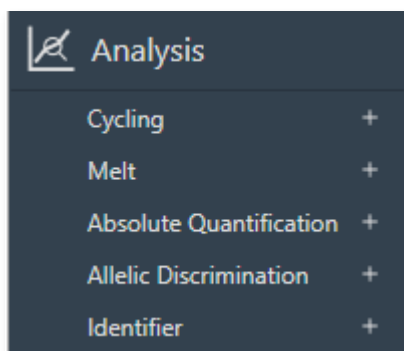 Analysis
Cycling +
Melt +
Absolute Quantification +
Allelic Discrimination +
Identifier +